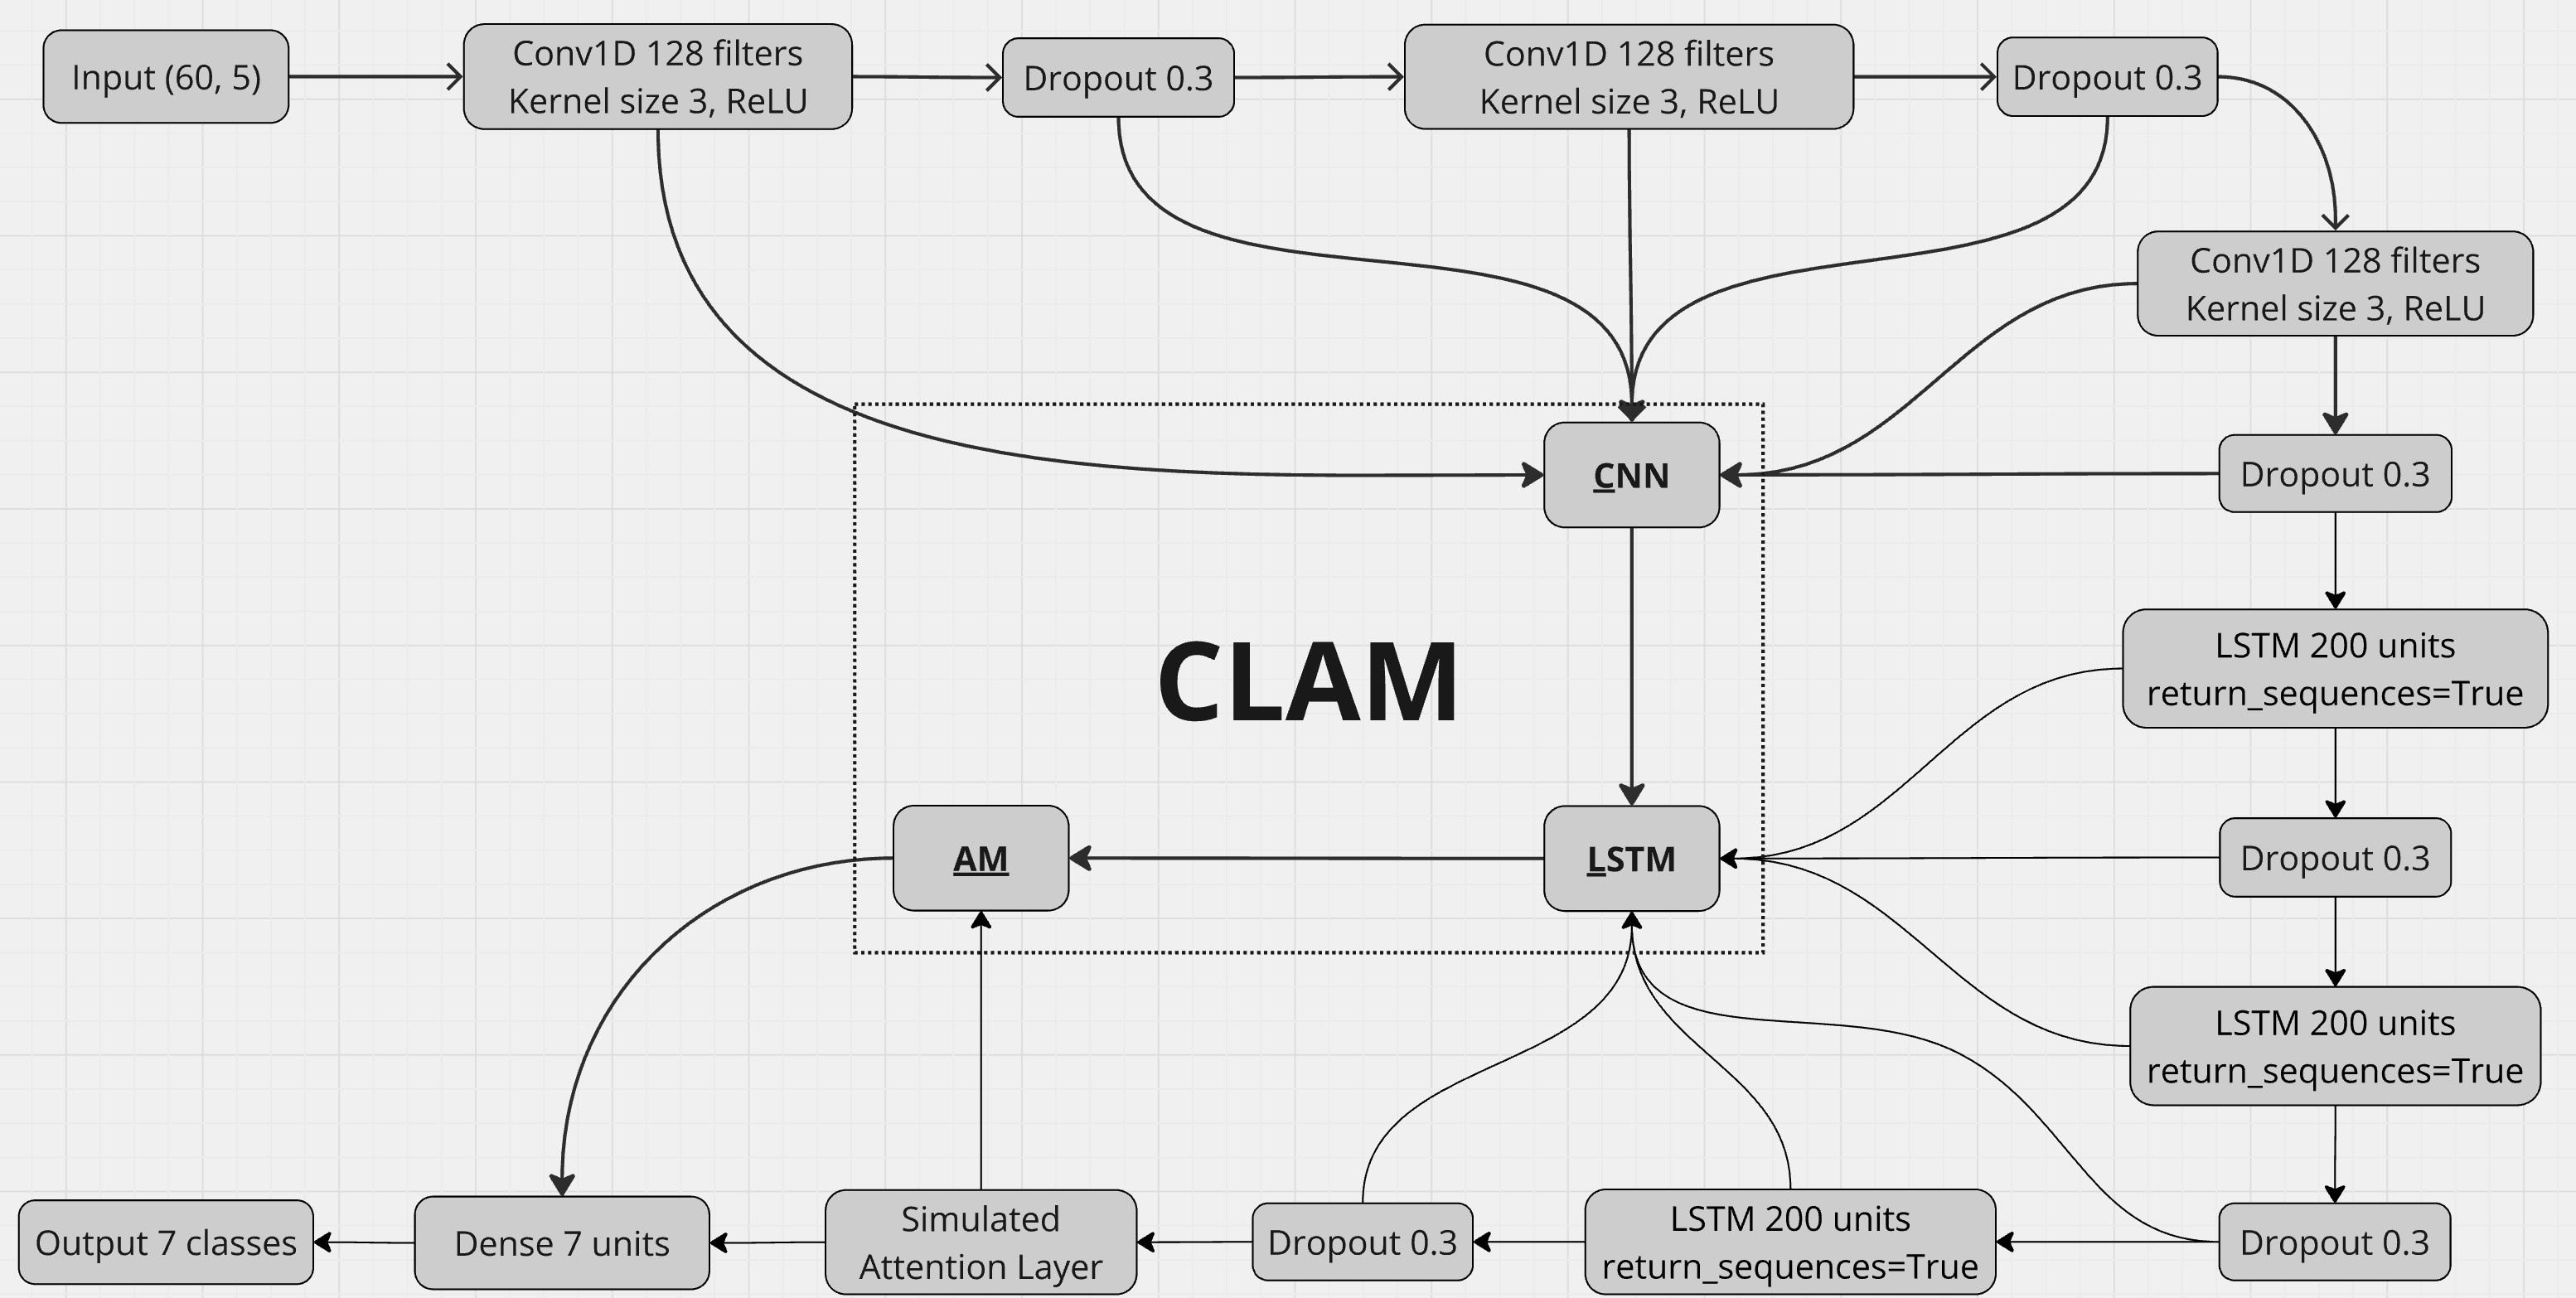 Input (60, 5)
Conv1D 128 filters
Kernel size 3, ReLU
Dropout 0.3
Conv1D 128 filters
Kernel size 3, ReLU
Dropout 0.3
Conv1D 128 filters
Kernel size 3, ReLU
CNN
Dropout 0.3
CLAM
LSTM 200 units
return_sequences=True
AM
LSTM
Dropout 0.3
LSTM 200 units
return_sequences=True
Output 7 classes
Dense 7 units
Simulated
Attention Layer
Dropout 0.3
LSTM 200 units
return_sequences=True
Dropout 0.3